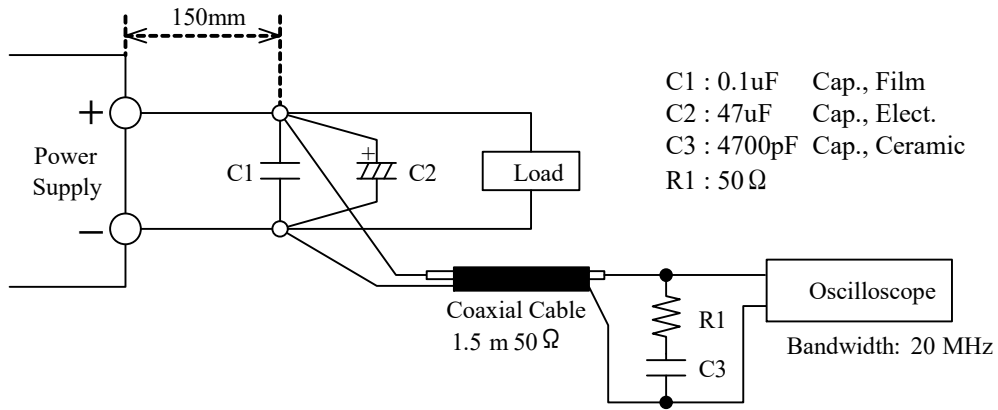 150mm
C1 : 0.1uF Cap., Film
C2 : 47uF Cap., Elect.
C3 : 4700pF Cap., Ceramic
R1 : 50Ω
+
Power
Supply
−
C1
+
C2
Load
Coaxial Cable
1.5 m 50Ω
R1
C3
Oscilloscope
Bandwidth: 20 MHz